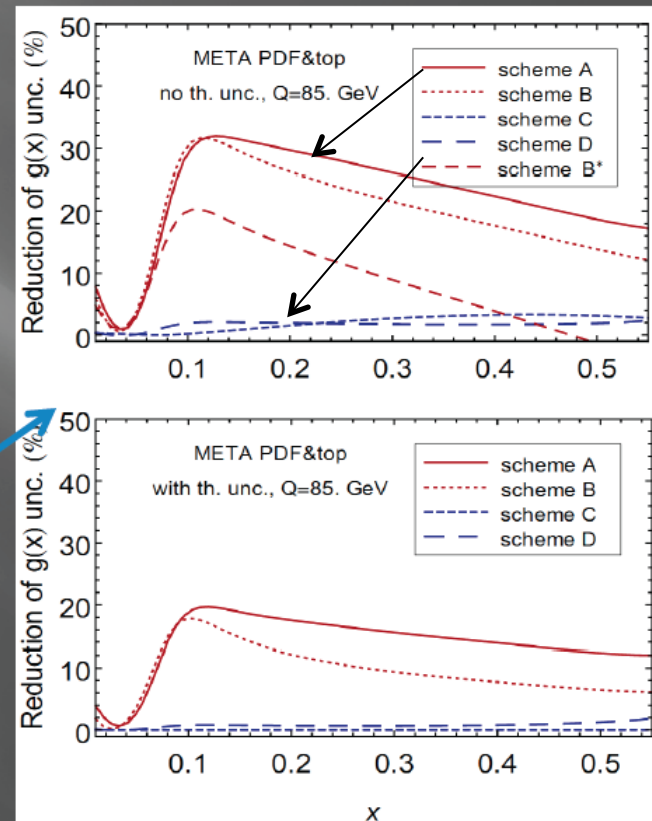 Reduction of g(x) unc. (%)
50
40
30
20
10
0
META PDF&top
no th. unc., Q=85. GeV
scheme A
scheme B
scheme C
scheme D
scheme B*
0.1 0.2 0.3 0.4 0.5
Reduction of g(x) unc. (%
50
40
30
20
10
0
META PDF&top
with th. unc., Q=85. GeV
scheme A
scheme B
scheme C
scheme D
0.1 0.2 0.3 0.4 0.5
x